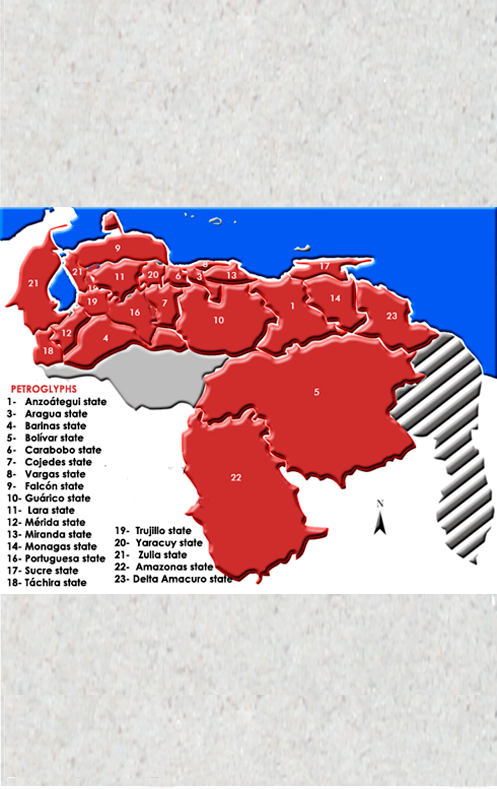 9
21
21
11
20
6
3
8
13
17
19
19
16
7
10
1
14
23
12
18
4
5
22
N
PETROGLYPHS
1- Anzoátegui state
3- Aragua state
4- Barinas state
5- Bolívar state
6- Carabobo state
7- Cojedes state
8- Vargas state
9- Falcón state
10- Guárico state
11- Lara state
12- Mérida state
13- Miranda state
14- Monagas state
16- Portuguesa state
17- Sucre state
18- Táchira state
19- Trujillo state
20- Yaracuy state
21- Zulia state
22- Amazonas state
23- Delta Amacuro state